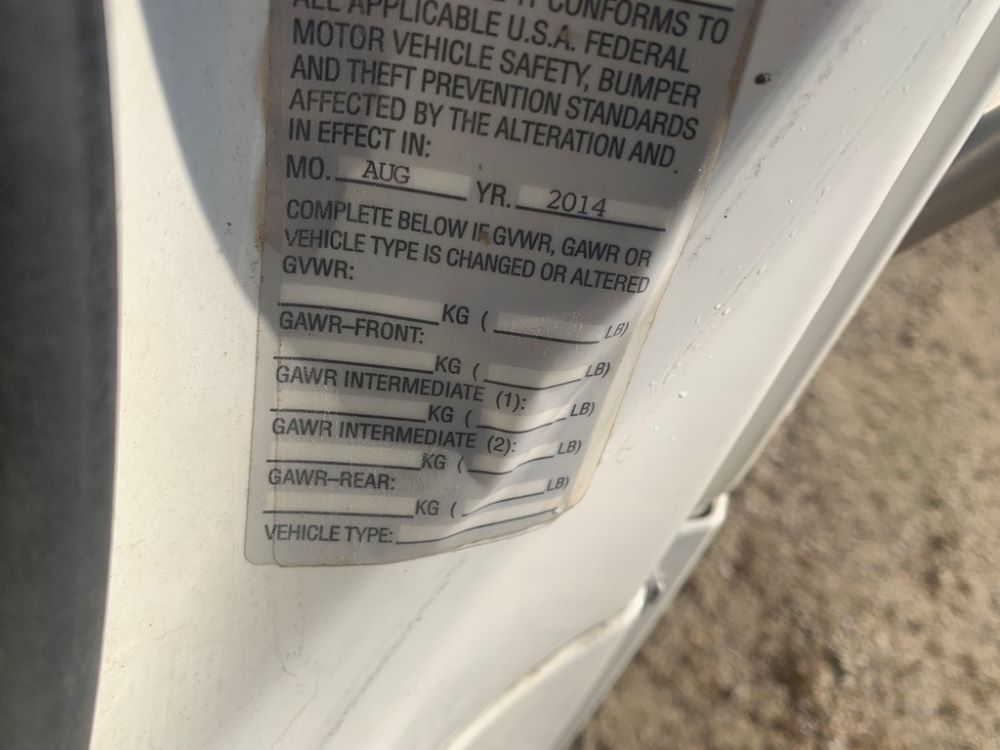 IT CONFORMS TO
ALL APPLICABLE U.S.A. FEDERAL
MOTOR VEHICLE SAFETY, BUMPER
AND THEFT PREVENTION STANDARDS
AFFECTED BY THE ALTERATION AND
IN EFFECT IN:
MO. AUG YR. 2014
COMPLETE BELOW IF GVWR, GAWR OR
VEHICLE TYPE IS CHANGED OR ALTERED
GVWR:
KG ( LB)
GAWR–FRONT:
KG ( LB)
GAWR INTERMEDIATE (1):
KG ( LB)
GAWR INTERMEDIATE (2):
KG ( LB)
GAWR–REAR:
KG ( LB)
VEHICLE TYPE: